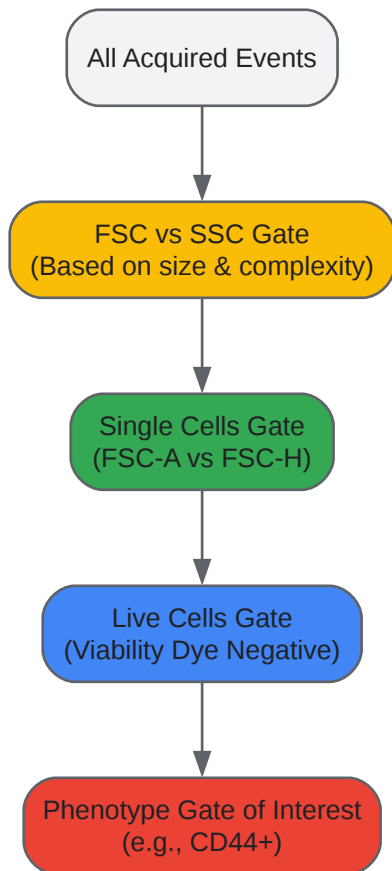 All Acquired Events
FSC vs SSC Gate
(Based on size & complexity)
Single Cells Gate
(FSC-A vs FSC-H)
Live Cells Gate
(Viability Dye Negative)
Phenotype Gate of Interest
(e.g., CD44+)